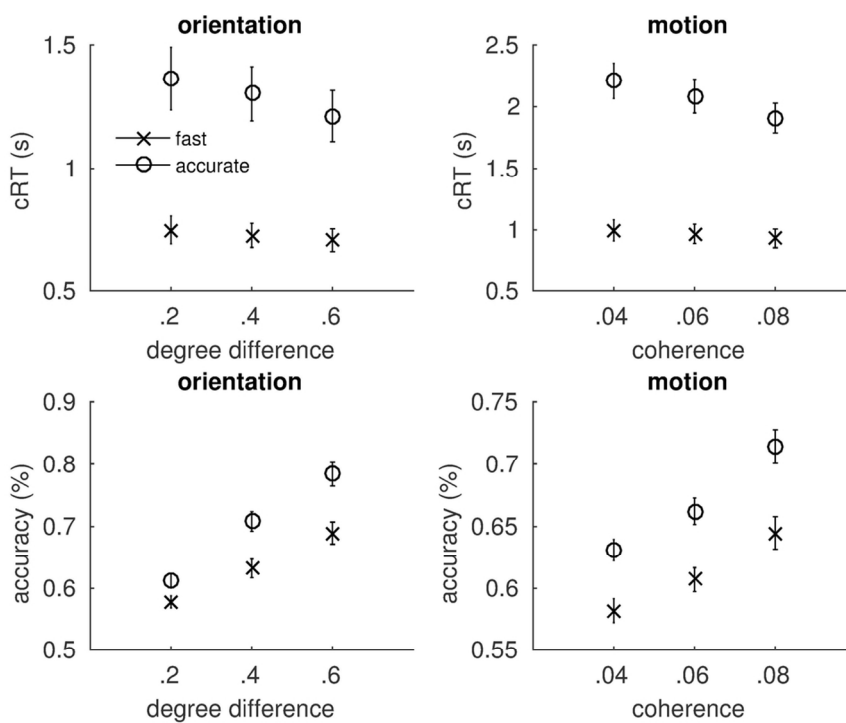 orientation
1.5
1
0.5
cRT (s)
fast
accurate
.2 .4 .6
degree difference
motion
2.5
2
1.5
1
0.5
cRT (s)
.04 .06 .08
coherence
orientation
0.9
0.8
0.7
0.6
0.5
accuracy (%)
.2 .4 .6
degree difference
motion
0.75
0.7
0.65
0.6
0.55
accuracy (%)
.04 .06 .08
coherence